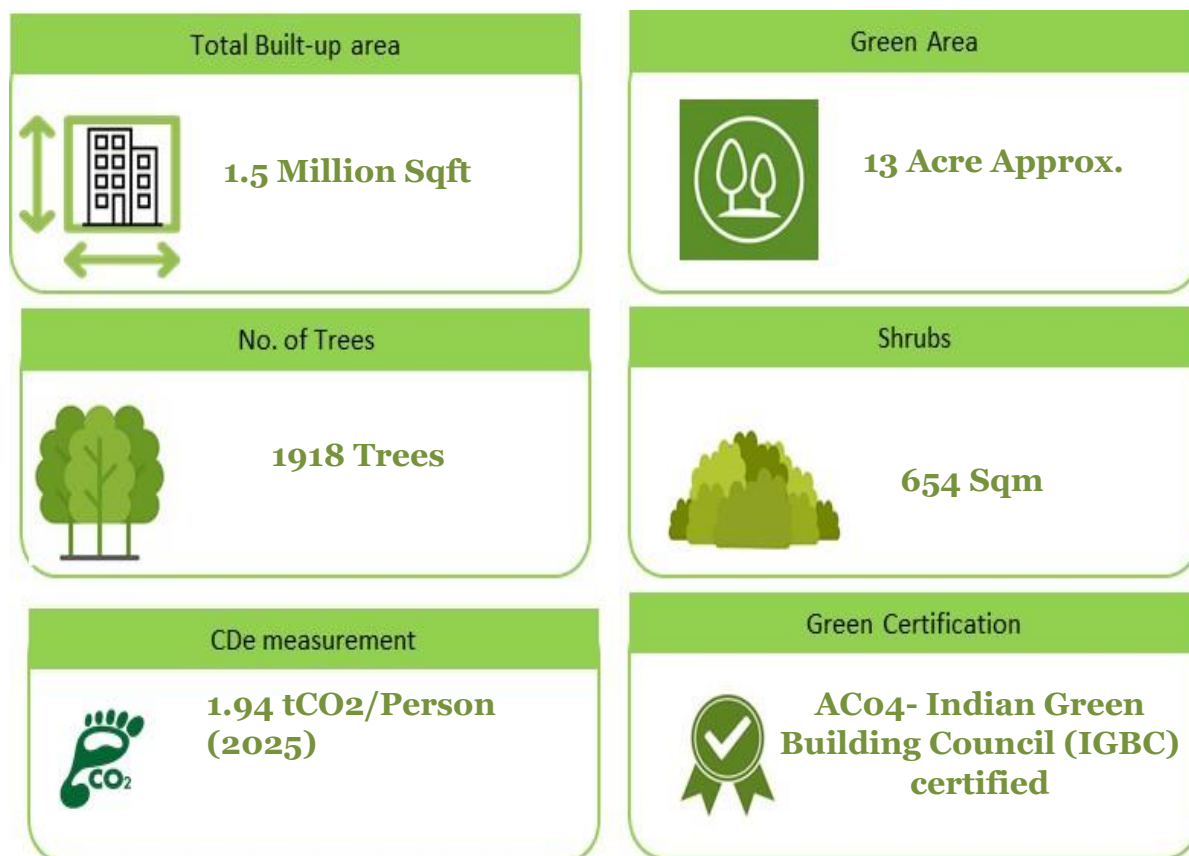 Total Built-up area
1.5 Million Sqft
Green Area
13 Acre Approx.
No. of Trees
1918 Trees
Shrubs
654 Sqm
CDe measurement
1.94 tCO2/Person
(2025)
CO2
Green Certification
AC04- Indian Green
Building Council (IGBC)
certified